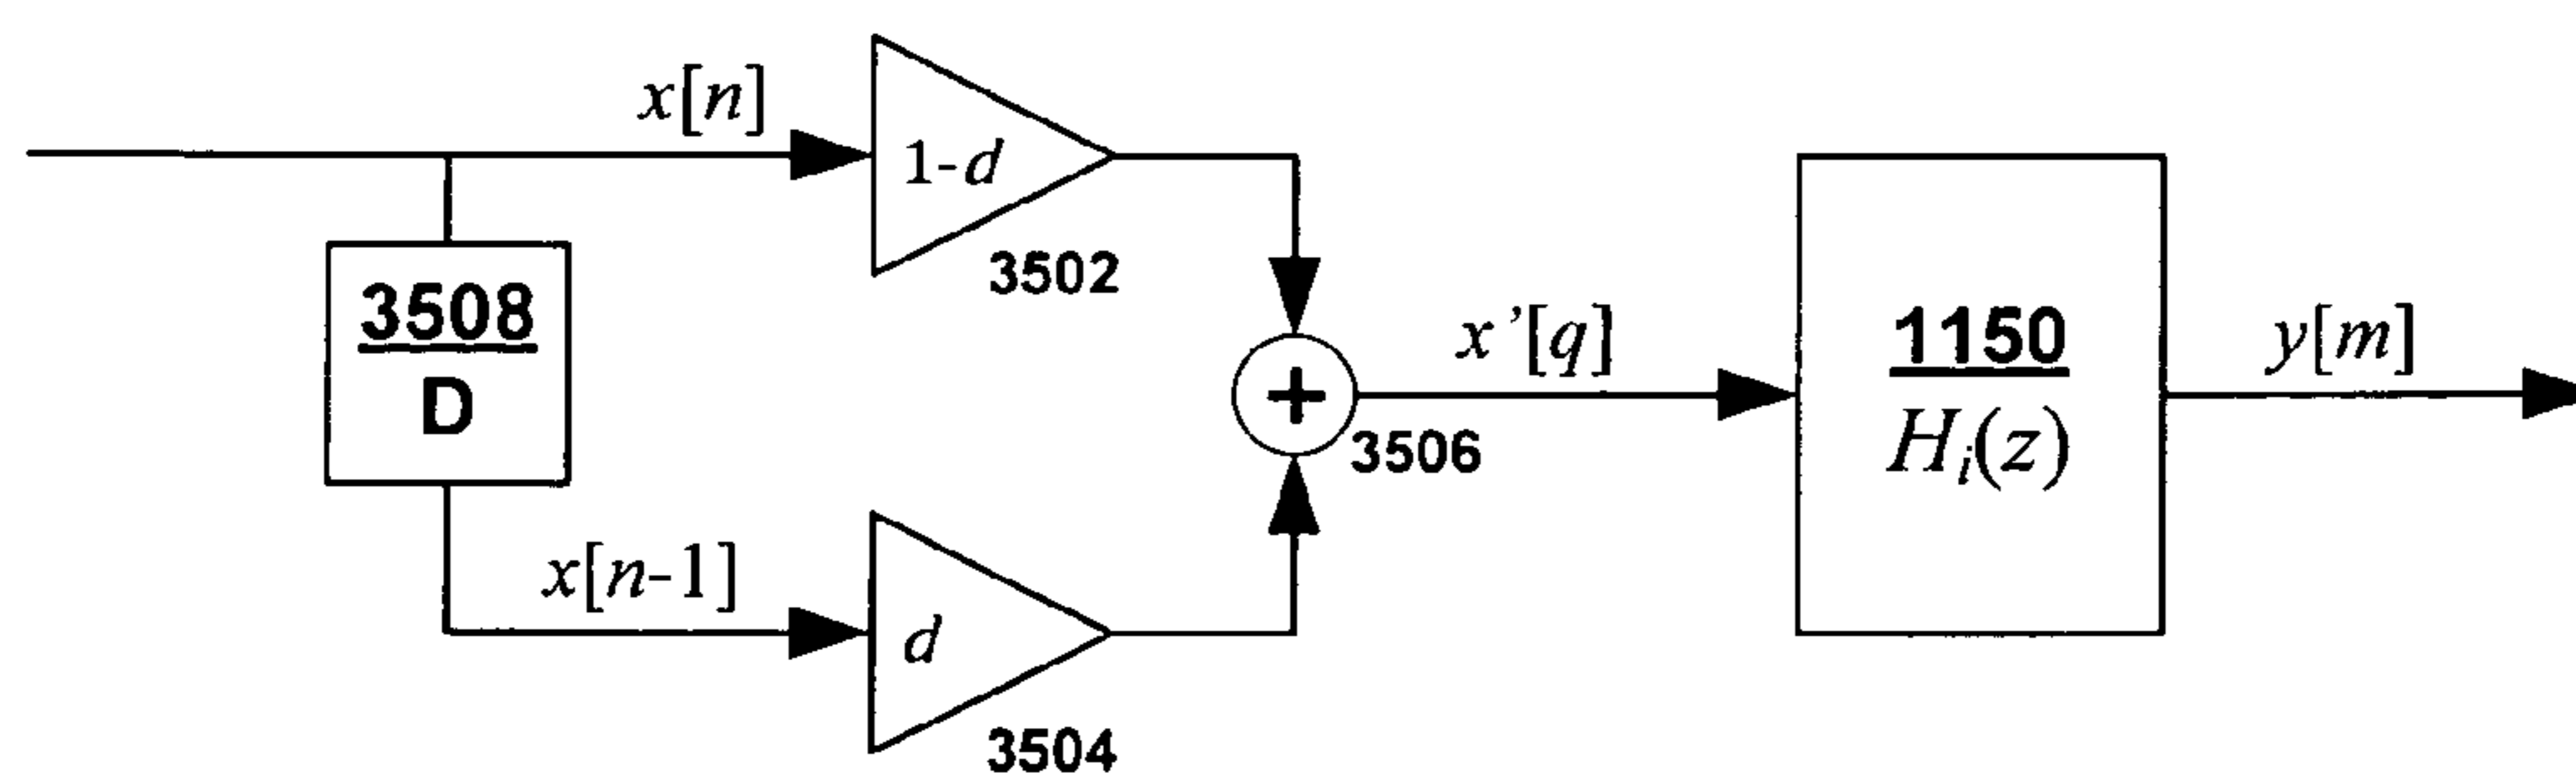 x[n]
1-d
3502
3508
D
x'[q]
3506
1150
Hᵢ(z)
y[m]
x[n-1]
d
3504
+